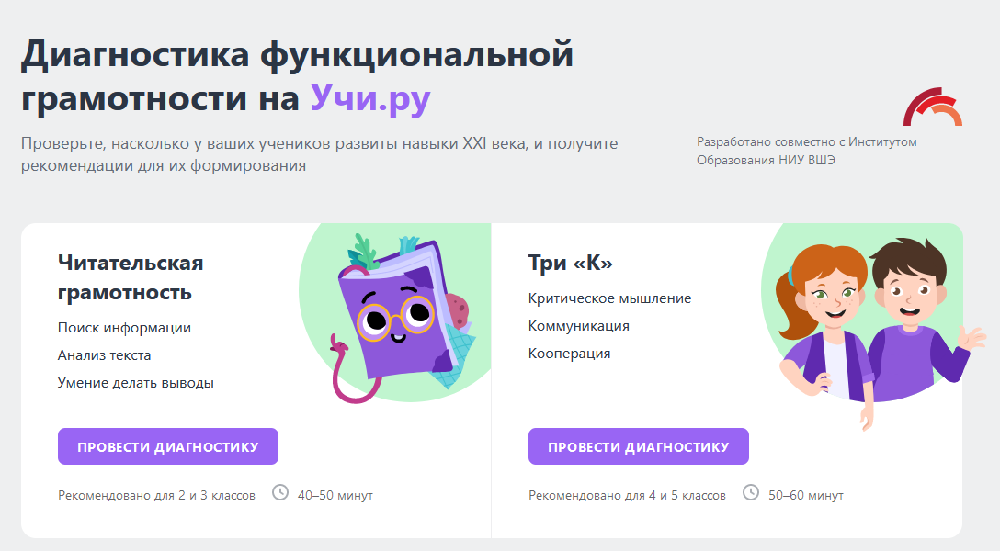 Диагностика функциональной
грамотности на Учи.ру
Проверьте, насколько у ваших учеников развиты навыки XXI века, и получите
рекомендации для их формирования
Разработано совместно с Институтом
Образования НИУ ВШЭ
Читательская
грамотность
Поиск информации
Анализ текста
Умение делать выводы
ПРОВЕСТИ ДИАГНОСТИКУ
Рекомендовано для 2 и 3 классов
40–50 минут
Три «К»
Критическое мышление
Коммуникация
Кооперация
ПРОВЕСТИ ДИАГНОСТИКУ
Рекомендовано для 4 и 5 классов
50–60 минут